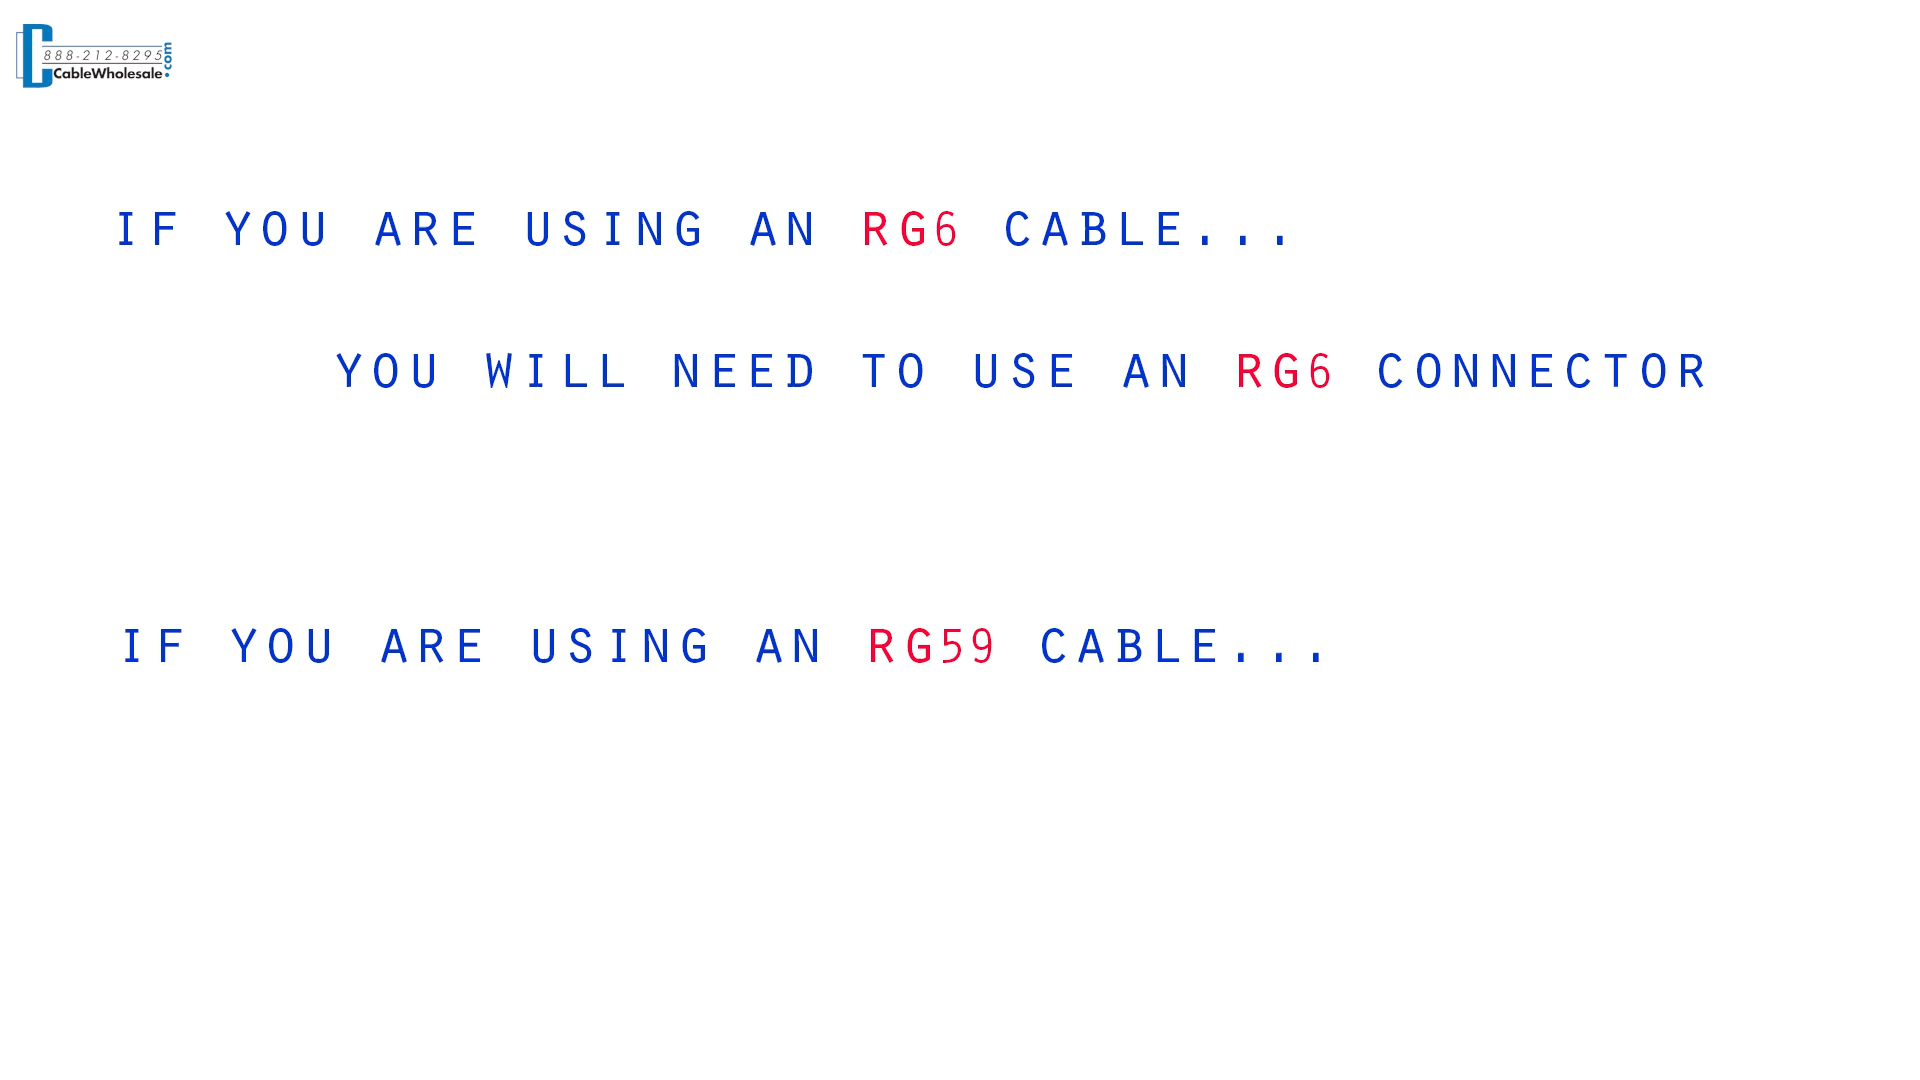 888-212-8295
CableWholesale.com
IF YOU ARE USING AN RG6 CABLE...
YOU WILL NEED TO USE AN RG6 CONNECTOR
IF YOU ARE USING AN RG59 CABLE...